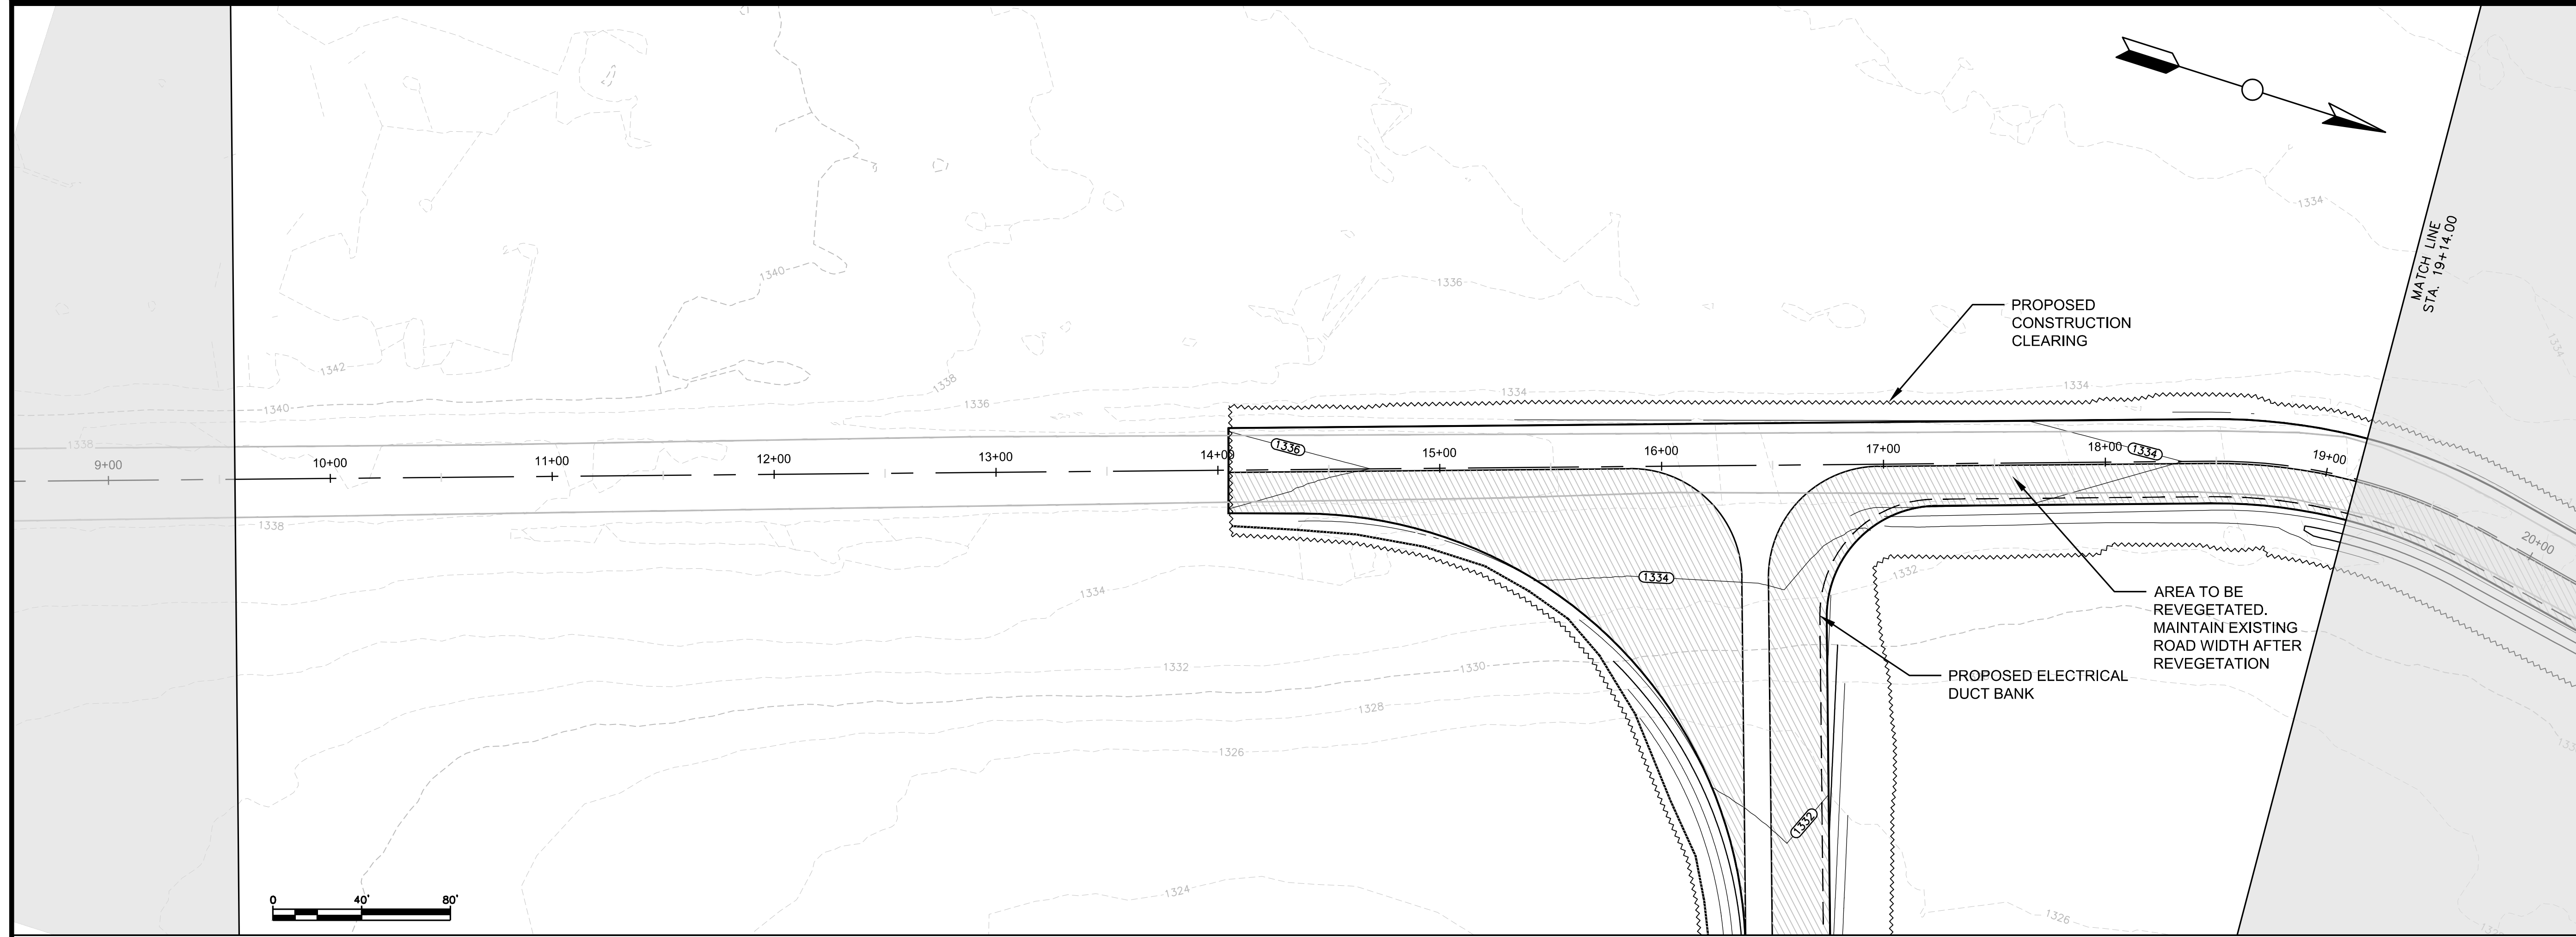 1334
MATCH LINE
STA. 19+14.00
1340
1336
PROPOSED
CONSTRUCTION
CLEARING
1334
1342
1338
1334
1334
1340
1336
1338
1336
1334
9+00
10+00
11+00
12+00
13+00
14+00
15+00
16+00
17+00
18+00
19+00
20+00
1338
1334
1332
1334
AREA TO BE
REVEGETATED.
MAINTAIN EXISTING
ROAD WIDTH AFTER
REVEGETATION
1332
1330
PROPOSED ELECTRICAL
DUCT BANK
1328
1326
1332
1324
1326
0 40' 80'